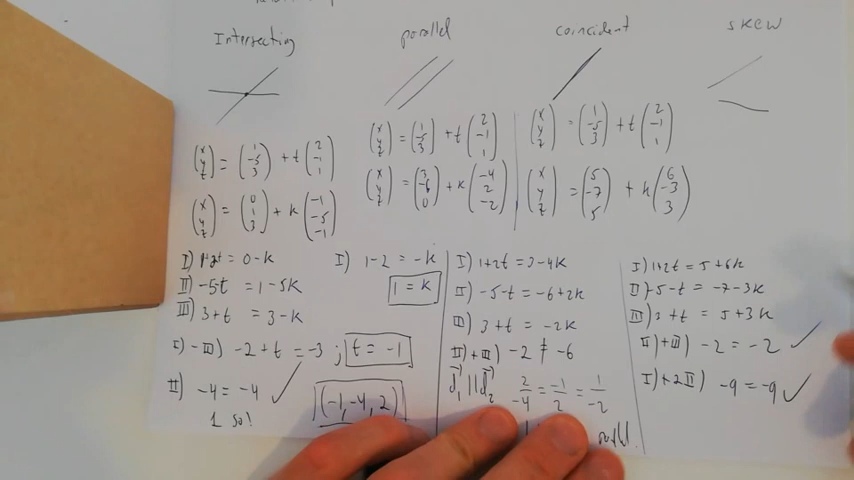 Intersecting
parallel
coincident
skew
(x y z) = (1 -5 3) + t (2 -1 1)
(x y z) = (0 1 3) + k (-1 -5 -1)
(x y z) = (1 -5 3) + t (2 -1 1)
(x y z) = (3 -6 0) + k (-4 2 -2)
(x y z) = (1 -5 3) + t (2 -1 1)
(x y z) = (5 -7 5) + k (6 -3 3)
I) 1+2t = 0-k
II) -5-t = 1-5k
III) 3+t = 3-k
I)-III) -2+t = -3 ; t = -1
II) -4 = -4 ✓
1 sol
I) 1-2 = -k
1 = k
(-1,-4,2)
I) 1+2t = 3-4k
II) -5-t = -6+2k
III) 3+t = -2k
II)+III) -2 ≠ -6
d₁ || d₂ 2/-4 = -1/2 = 1/-2
I) 1+2t = 5+6k
II) -5-t = -7-3k
III) 3+t = 5+3k
II)+III) -2 = -2 ✓
I)+2II) -9 = -9 ✓